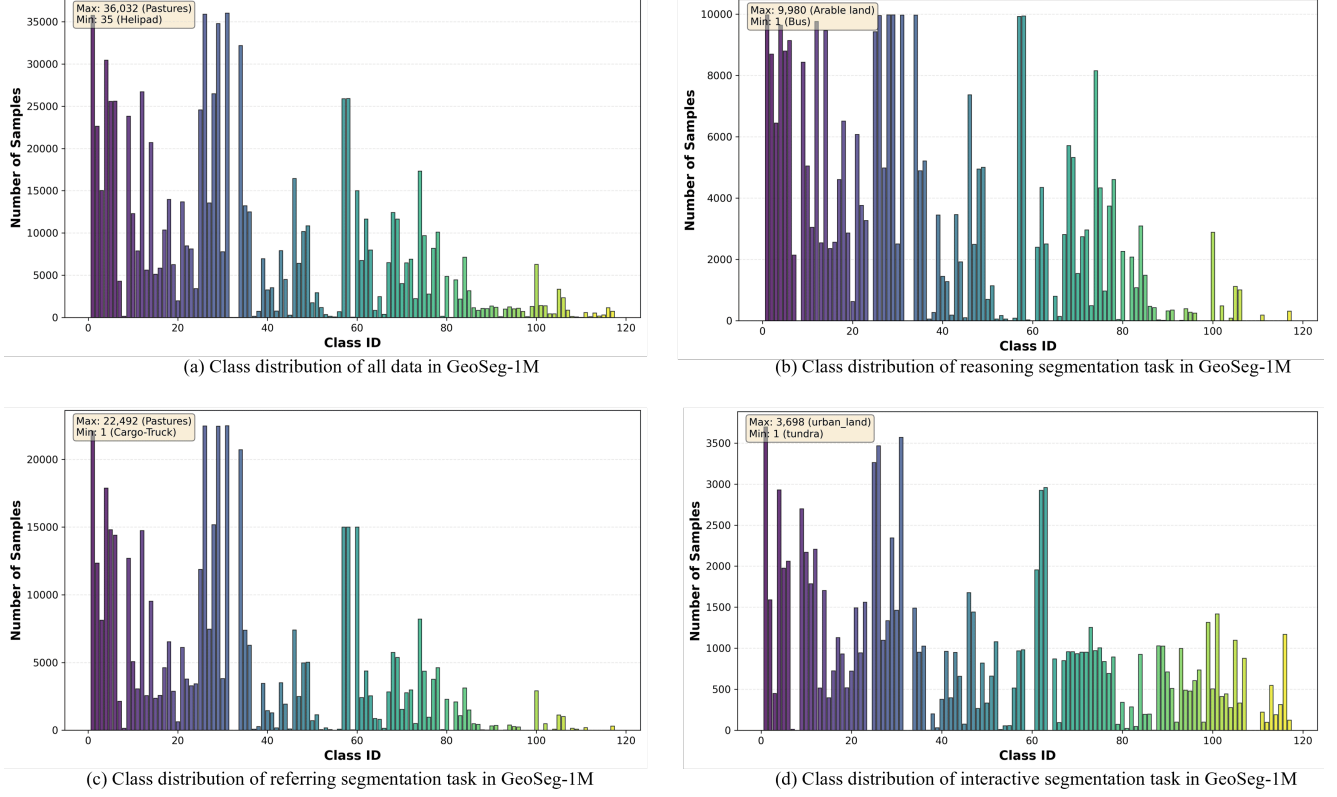 Max: 36,032 (Pastures)
Min: 35 (Helipad)
Number of Samples
35000
30000
25000
20000
15000
10000
5000
0
0 20 40 60 80 100 120
Class ID
(a) Class distribution of all data in GeoSeg-1M
Max: 9,980 (Arable land)
Min: 1 (Bus)
Number of Samples
10000
8000
6000
4000
2000
0
0 20 40 60 80 100 120
Class ID
(b) Class distribution of reasoning segmentation task in GeoSeg-1M
Max: 22,492 (Pastures)
Min: 1 (Cargo-Truck)
Number of Samples
20000
15000
10000
5000
0
0 20 40 60 80 100 120
Class ID
(c) Class distribution of referring segmentation task in GeoSeg-1M
Max: 3,698 (urban_land)
Min: 1 (tundra)
Number of Samples
3500
3000
2500
2000
1500
1000
500
0
0 20 40 60 80 100 120
Class ID
(d) Class distribution of interactive segmentation task in GeoSeg-1M